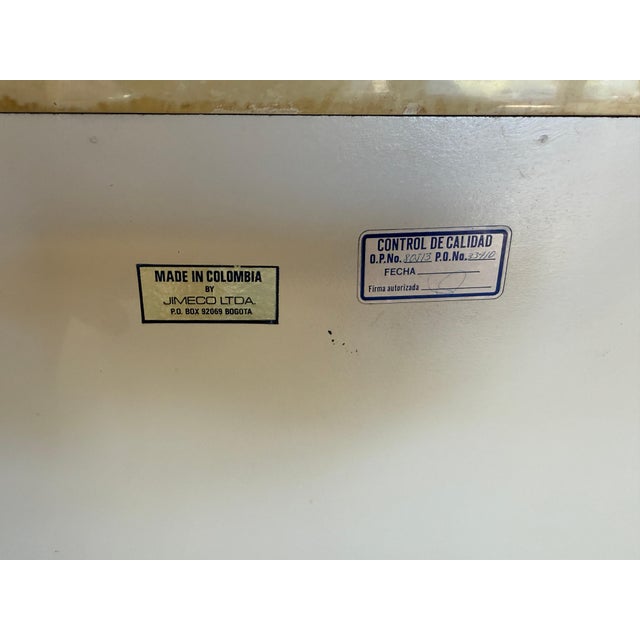 MADE IN COLOMBIA
BY
JIMECO LTDA.
P.O. BOX 92069 BOGOTA
CONTROL DE CALIDAD
O.P.No. P.O.No.
FECHA
Firma autorizada